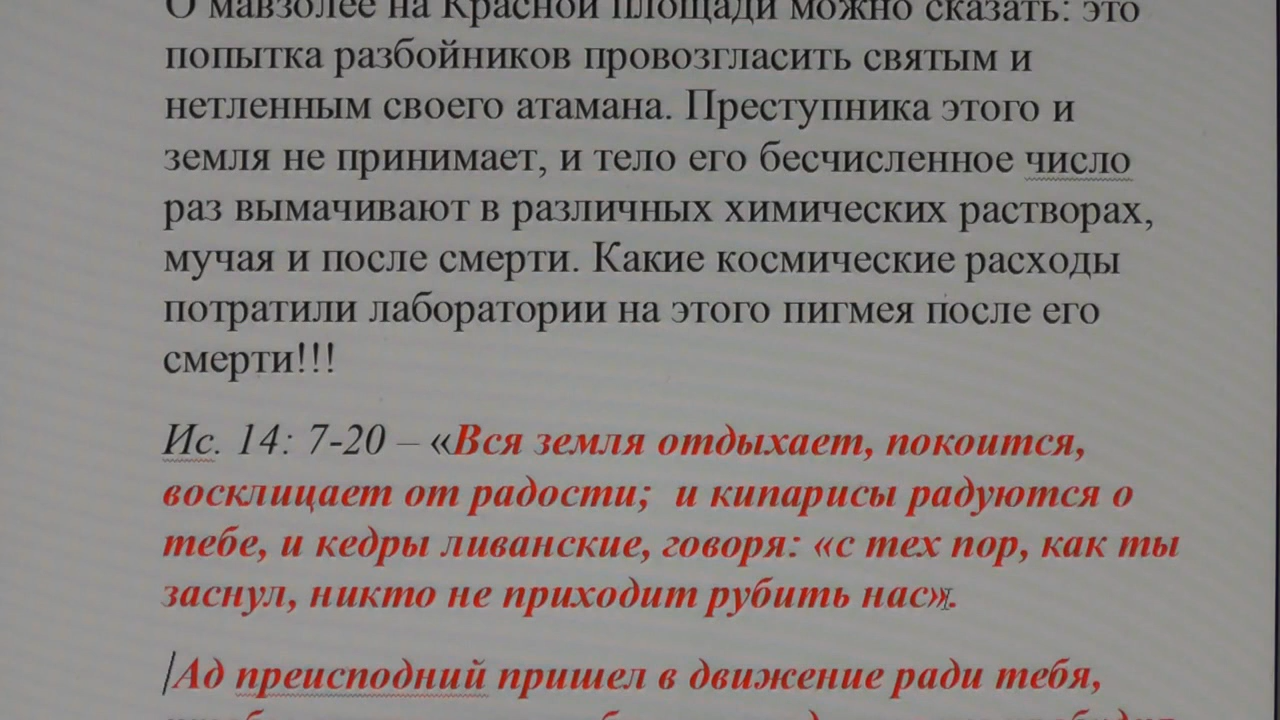 О мавзолее на Красной площади можно сказать: это
попытка разбойников провозгласить святым и
нетленным своего атамана. Преступника этого и
земля не принимает, и тело его бесчисленное число
раз вымачивают в различных химических растворах,
мучая и после смерти. Какие космические расходы
потратили лаборатории на этого пигмея после его
смерти!!!
Ис. 14: 7-20 – «Вся земля отдыхает, покоится,
восклицает от радости; и кипарисы радуются о
тебе, и кедры ливанские, говоря: «с тех пор, как ты
заснул, никто не приходит рубить нас».
Ад преисподний пришел в движение ради тебя,